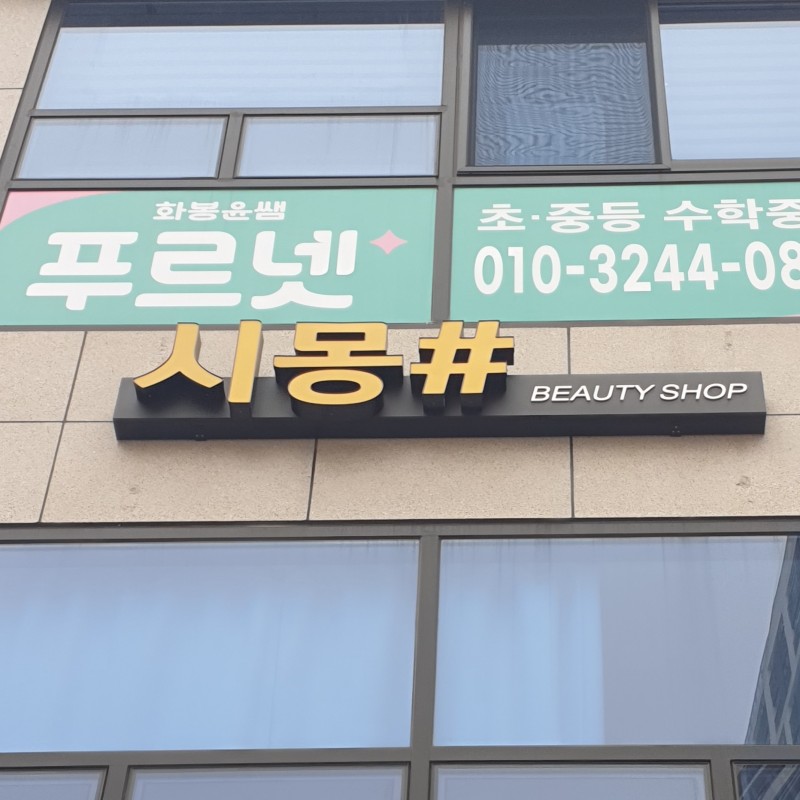 화봉윤쌤
푸르넷
초·중등 수학중
010-3244-08
시몽#
BEAUTY SHOP